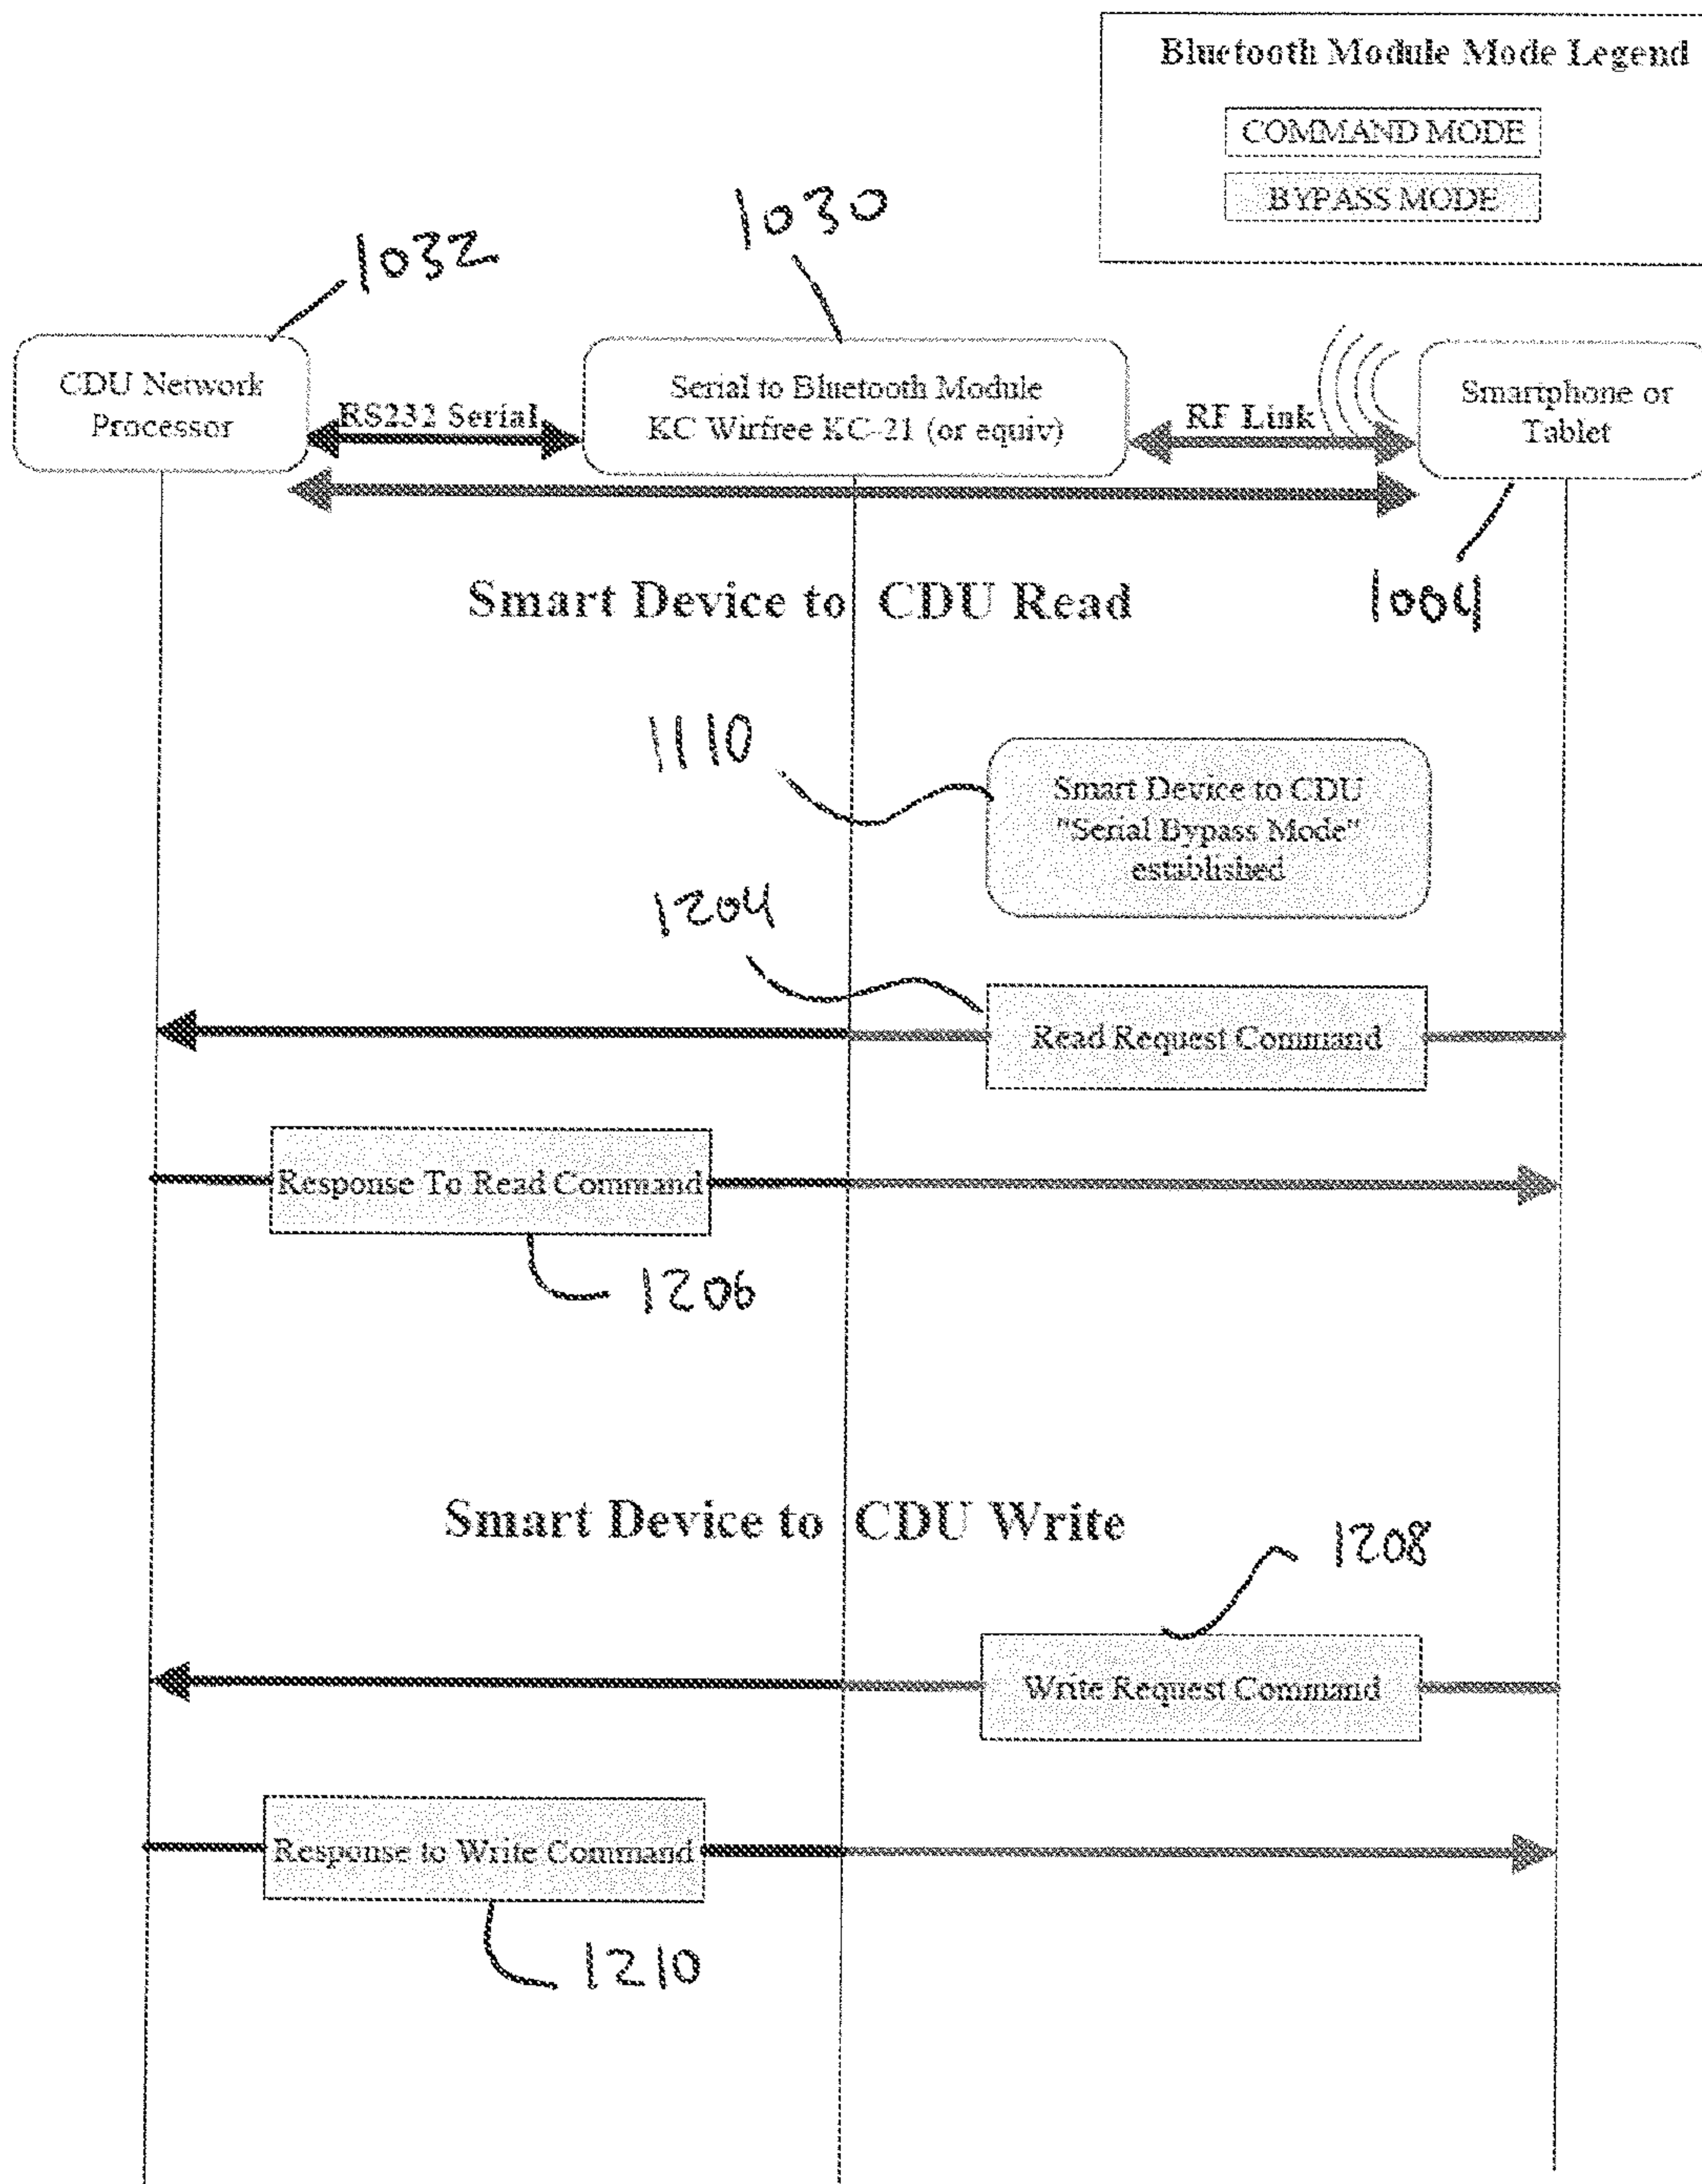 Bluetooth Module Mode Legend
COMMAND MODE
BYPASS MODE
1032
1030
CDU Network
Processor
RS232 Serial
Serial to Bluetooth Module
KC Wirfree KC-21 (or equiv)
RF Link
Smartphone or
Tablet
1004
Smart Device to CDU Read
1110
Smart Device to CDU
"Serial Bypass Mode"
established
1204
Read Request Command
Response To Read Command
1206
Smart Device to CDU Write
1208
Write Request Command
Response to Write Command
1210